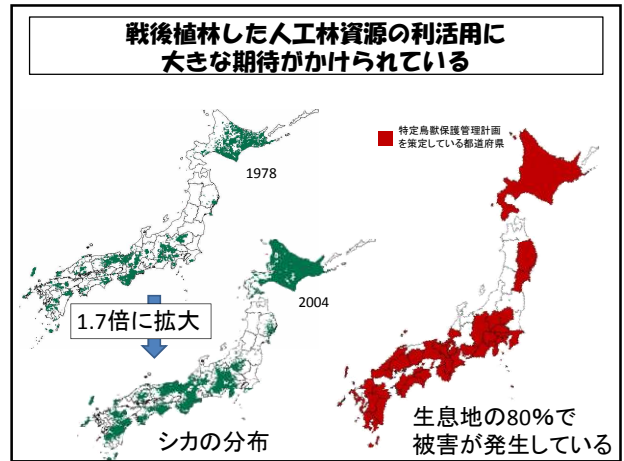 戦後植林した人工林資源の利活用に
大きな期待がかけられている
1978
2004
1.7倍に拡大
シカの分布
特定鳥獣保護管理計画
を策定している都道府県
生息地の80%で
被害が発生している